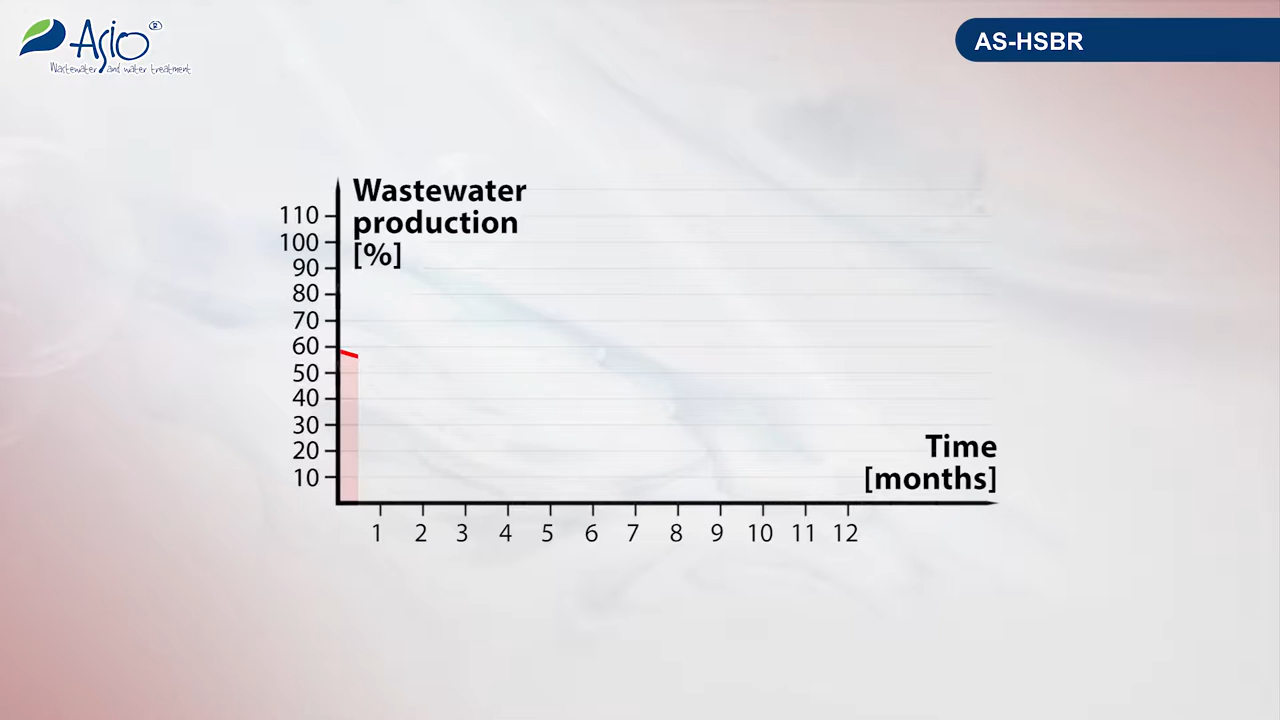 Asio®
Wastewater and water treatment
AS-HSBR
Wastewater
production
[%]
110
100
90
80
70
60
50
40
30
20
10
Time
[months]
1 2 3 4 5 6 7 8 9 10 11 12